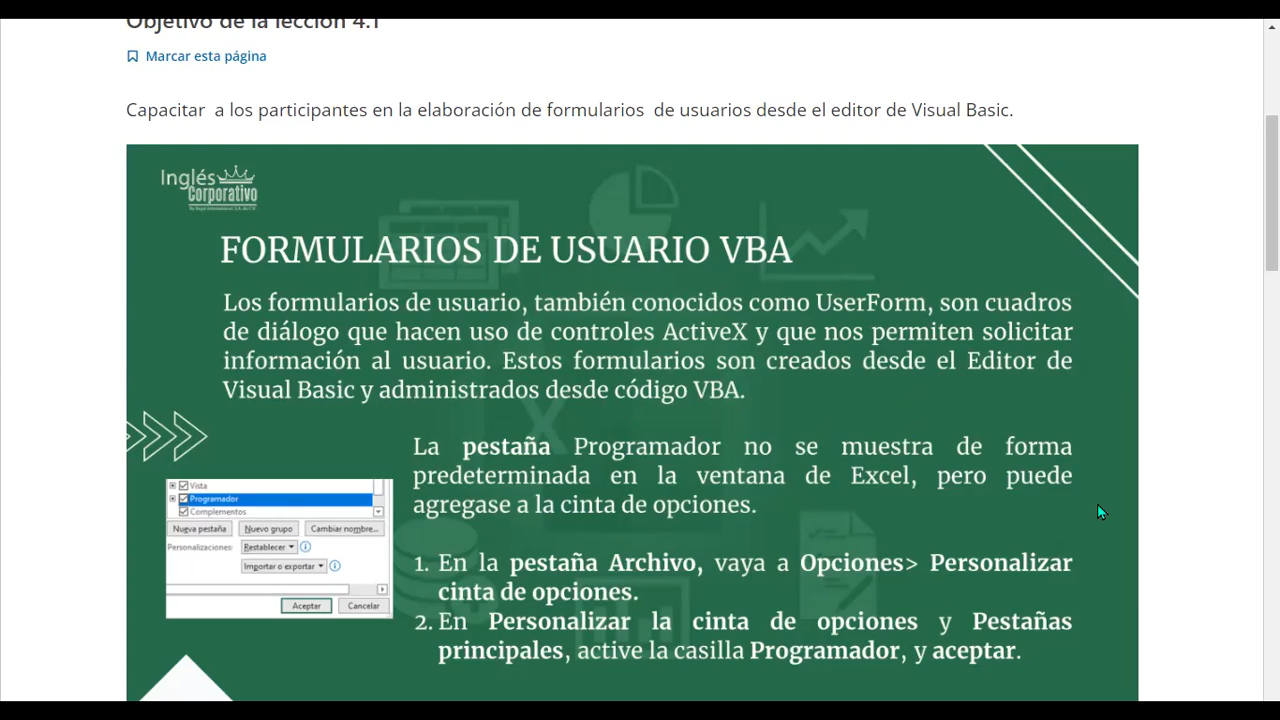 Objetivo de la lección 4.1
Marcar esta página
Capacitar a los participantes en la elaboración de formularios de usuarios desde el editor de Visual Basic.
Inglés
Corporativo
FORMULARIOS DE USUARIO VBA
Los formularios de usuario, también conocidos como UserForm, son cuadros
de diálogo que hacen uso de controles ActiveX y que nos permiten solicitar
información al usuario. Estos formularios son creados desde el Editor de
Visual Basic y administrados desde código VBA.
La pestaña Programador no se muestra de forma
predeterminada en la ventana de Excel, pero puede
agregase a la cinta de opciones.
Vista
Programador
Complementos
Nueva pestaña Nuevo grupo Cambiar nombre...
Personalizaciones: Restablecer
Importar o exportar
Aceptar Cancelar
1. En la pestaña Archivo, vaya a Opciones> Personalizar
cinta de opciones.
2. En Personalizar la cinta de opciones y Pestañas
principales, active la casilla Programador, y aceptar.